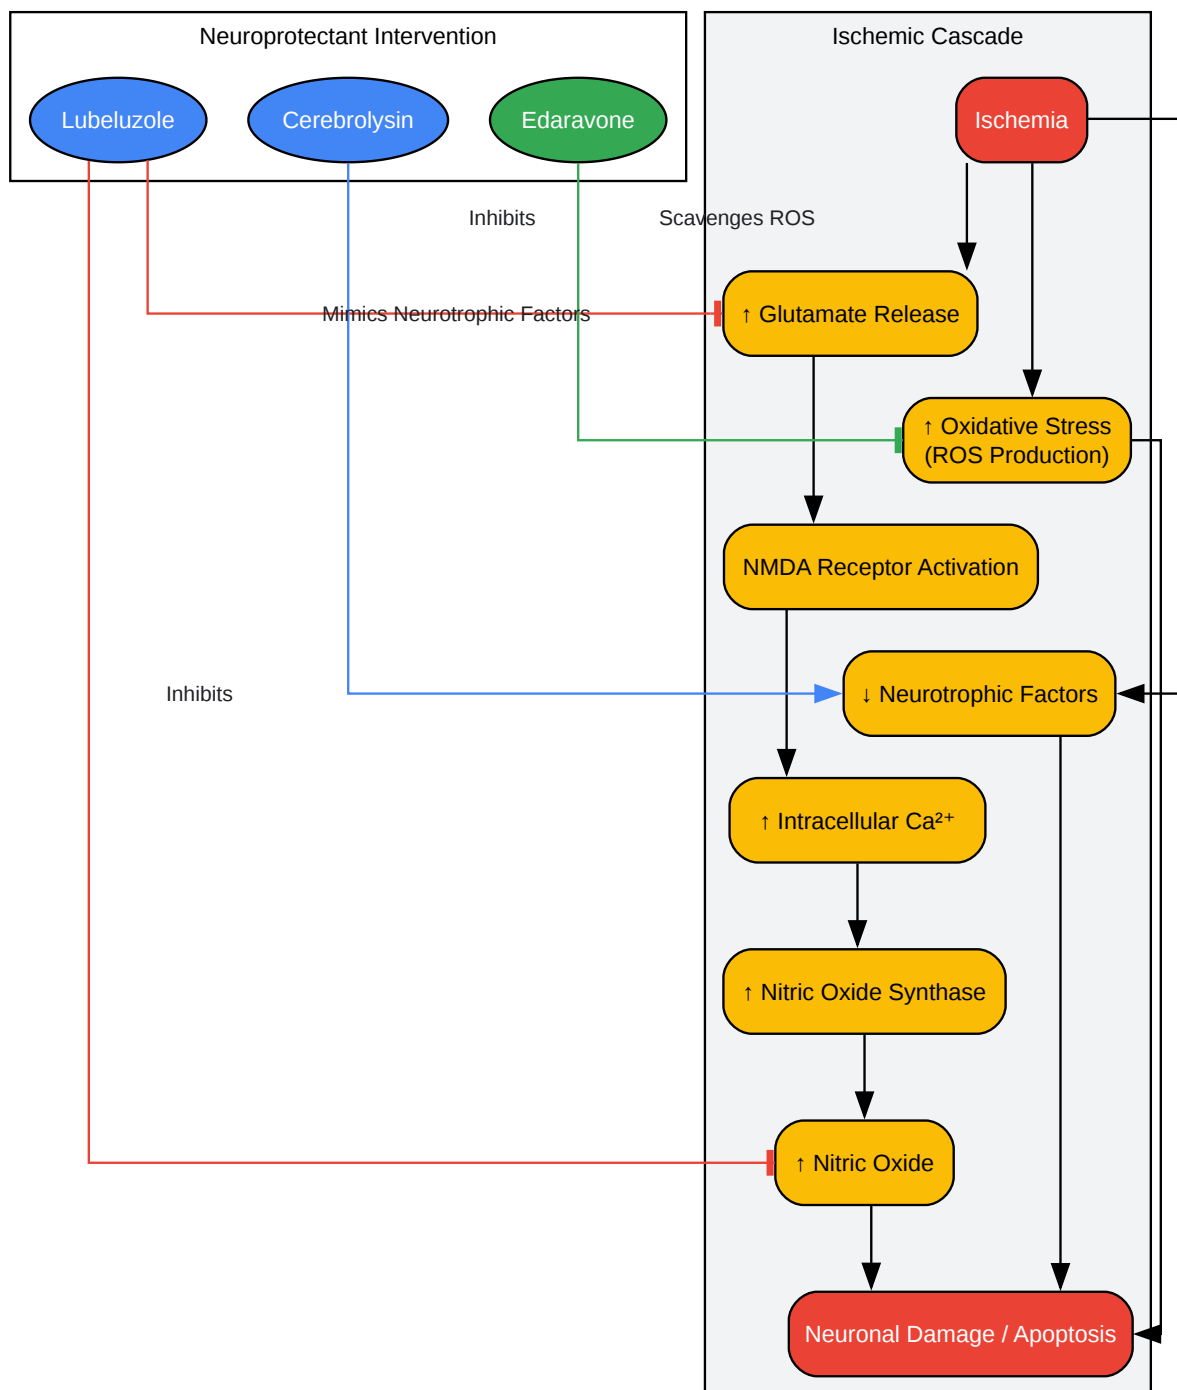 Neuroprotectant Intervention
Ischemic Cascade
Lubeluzole
Cerebrolysin
Edaravone
Ischemia
Inhibits
Scavenges ROS
Mimics Neurotrophic Factors
↑ Glutamate Release
↑ Oxidative Stress
(ROS Production)
NMDA Receptor Activation
Inhibits
↓ Neurotrophic Factors
↑ Intracellular Ca²⁺
↑ Nitric Oxide Synthase
↑ Nitric Oxide
Neuronal Damage / Apoptosis